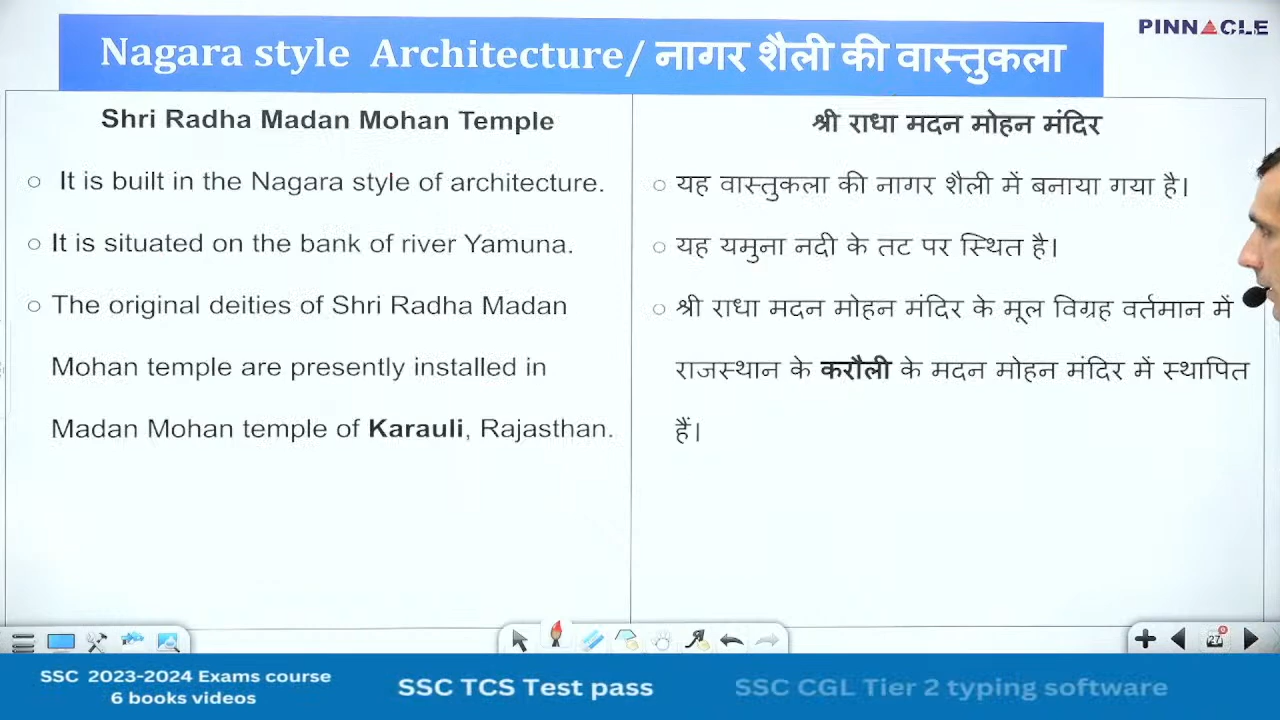 PINNACLE
Nagara style Architecture/ नागर शैली की वास्तुकला
Shri Radha Madan Mohan Temple
○ It is built in the Nagara style of architecture.
○ It is situated on the bank of river Yamuna.
○ The original deities of Shri Radha Madan
Mohan temple are presently installed in
Madan Mohan temple of Karauli, Rajasthan.
श्री राधा मदन मोहन मंदिर
○ यह वास्तुकला की नागर शैली में बनाया गया है।
○ यह यमुना नदी के तट पर स्थित है।
○ श्री राधा मदन मोहन मंदिर के मूल विग्रह वर्तमान में
राजस्थान के करौली के मदन मोहन मंदिर में स्थापित
हैं।
27
SSC 2023-2024 Exams course
6 books videos
SSC TCS Test pass
SSC CGL Tier 2 typing software